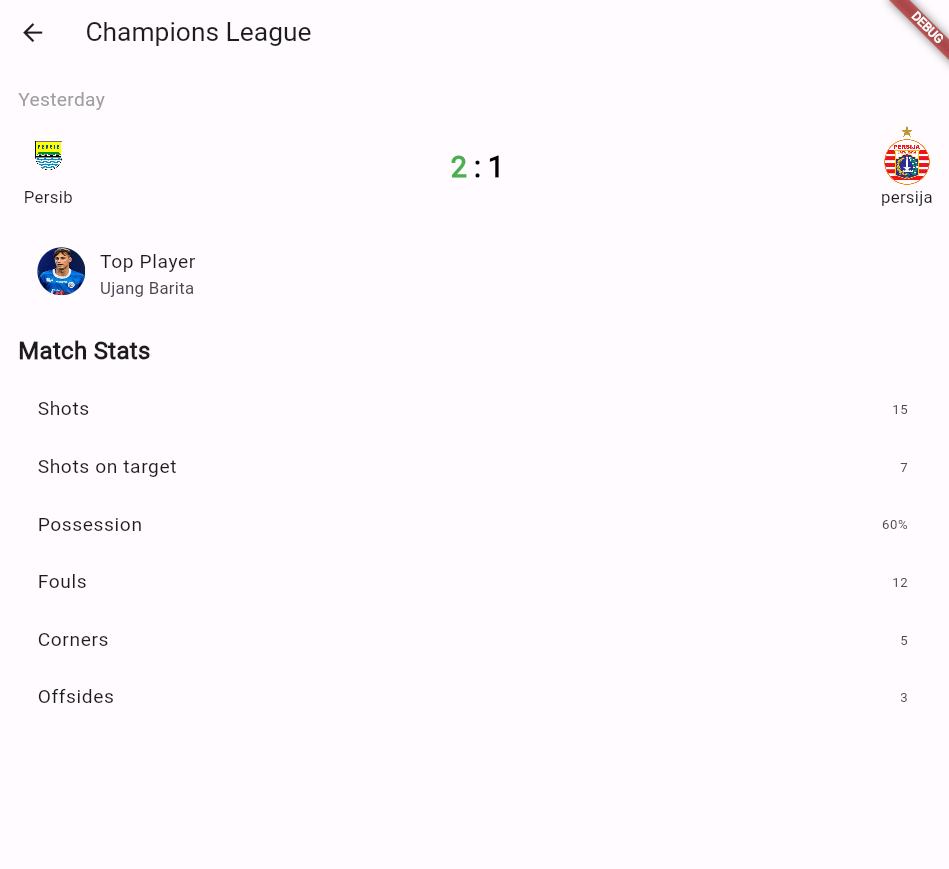 Champions League
DEBUG
Yesterday
PERSIB
PERSIJA
2 : 1
Persib
persija
Top Player
Ujang Barita
Match Stats
Shots 15
Shots on target 7
Possession 60%
Fouls 12
Corners 5
Offsides 3